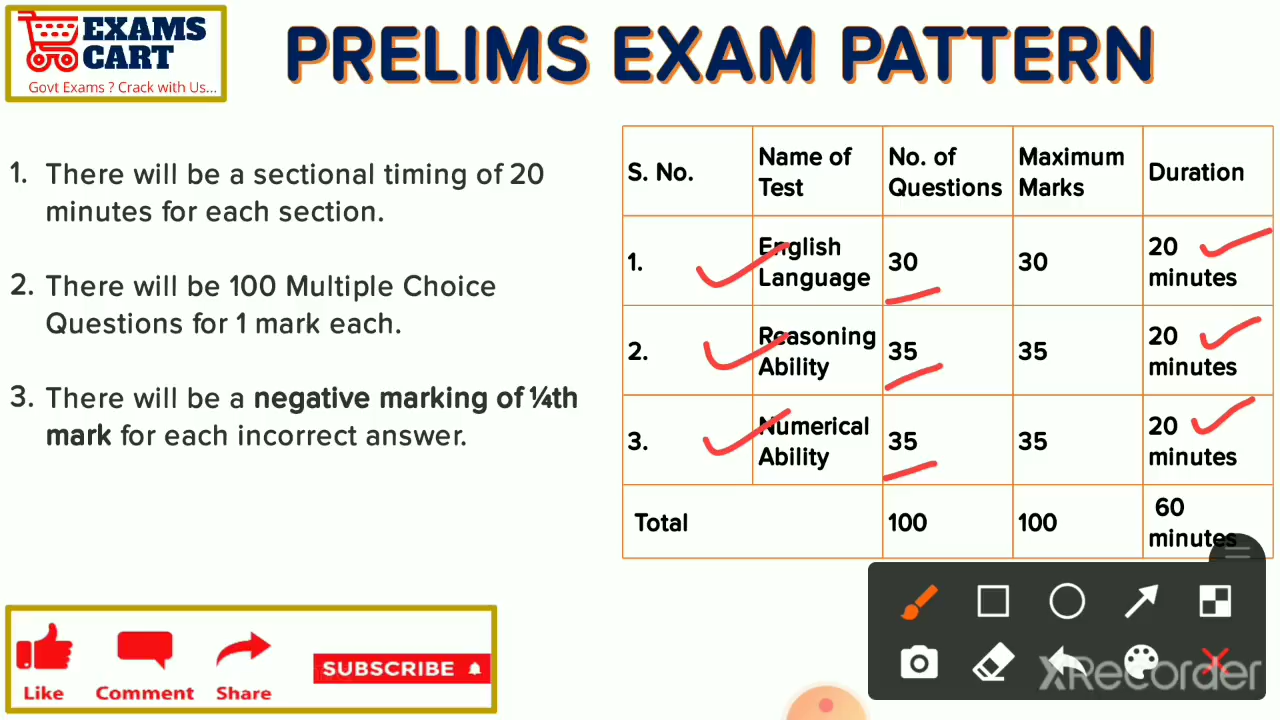 EXAMS
CART
Govt Exams ? Crack with Us...
PRELIMS EXAM PATTERN
1. There will be a sectional timing of 20
minutes for each section.
2. There will be 100 Multiple Choice
Questions for 1 mark each.
3. There will be a negative marking of ¼th
mark for each incorrect answer.
S. No. Name of Test No. of Questions Maximum Marks Duration
1. English Language 30 30 20 minutes
2. Reasoning Ability 35 35 20 minutes
3. Numerical Ability 35 35 20 minutes
Total 100 100 60 minutes
Like Comment Share SUBSCRIBE
XRecorder